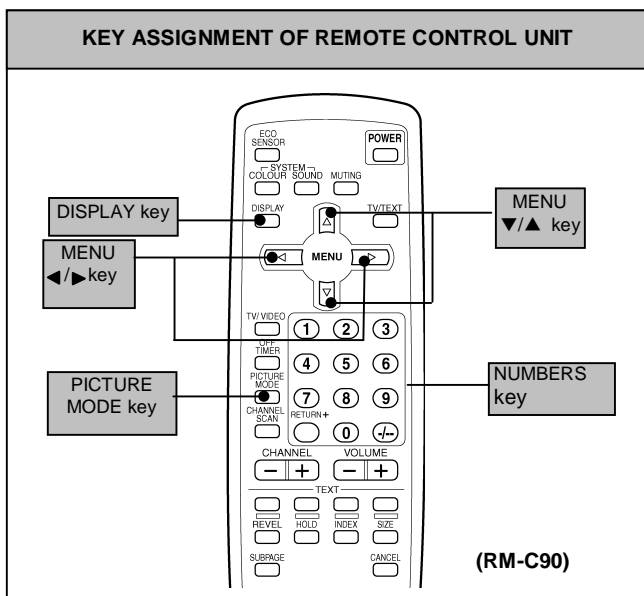 KEY ASSIGNMENT OF REMOTE CONTROL UNIT
ECO
SENSOR
POWER
SYSTEM
COLOUR SOUND MUTING
DISPLAY key
DISPLAY
TV/TEXT
MENU
▼/▲ key
MENU
◀/▶key
MENU
TV/VIDEO
1 2 3
OFF
TIMER
4 5 6
PICTURE
MODE key
PICTURE
MODE
7 8 9
NUMBERS
key
CHANNEL
SCAN
RETURN+
0 -/--
CHANNEL VOLUME
− + − +
TEXT
REVEL HOLD INDEX SIZE
SUBPAGE CANCEL
(RM-C90)